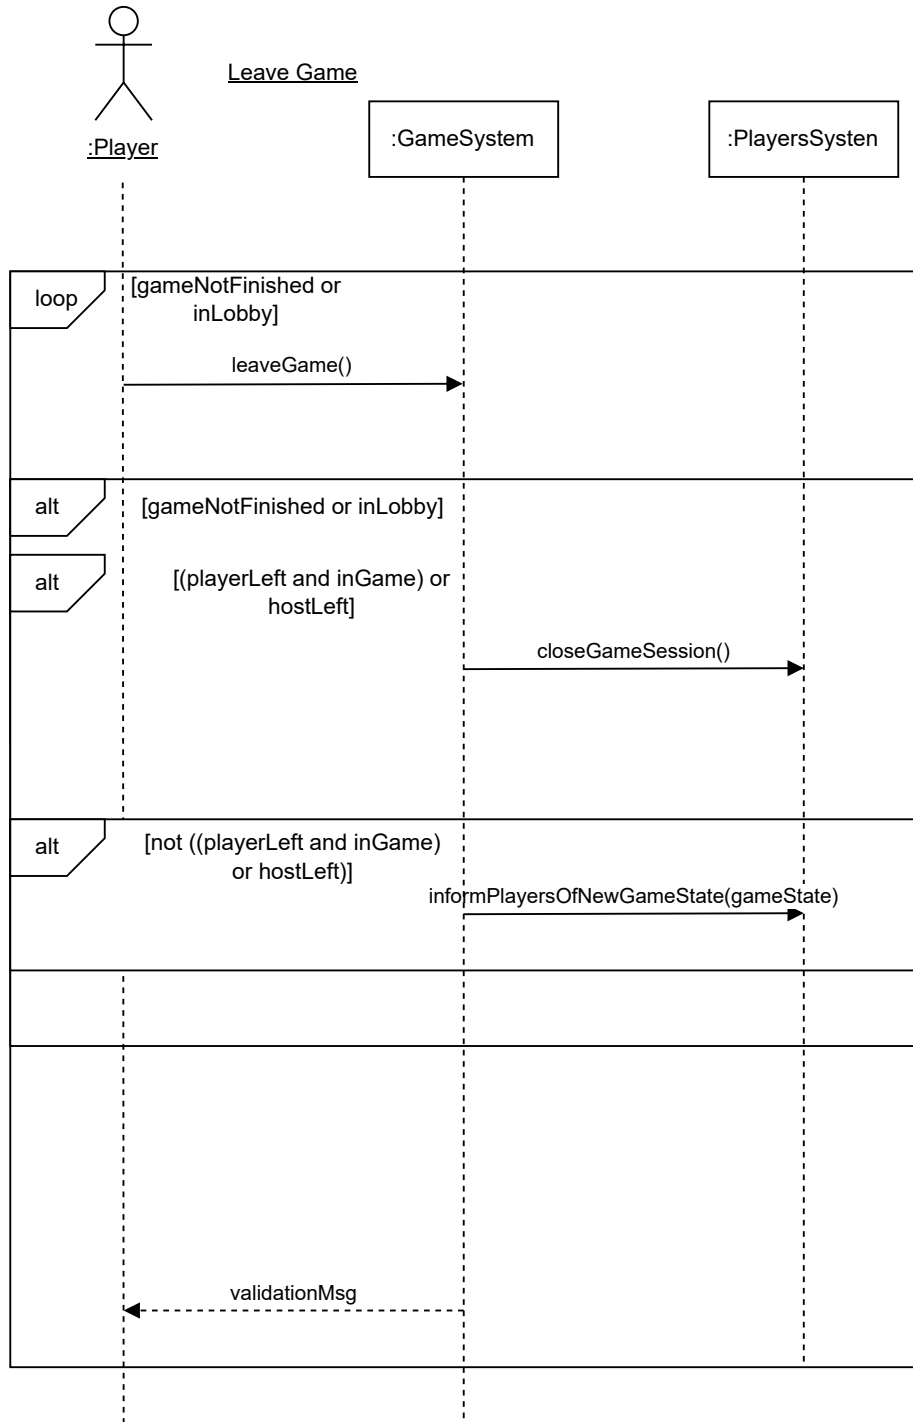 Leave Game
:Player
:GameSystem
:PlayersSysten
loop
[gameNotFinished or
inLobby]
leaveGame()
alt
[gameNotFinished or inLobby]
alt
[(playerLeft and inGame) or
hostLeft]
closeGameSession()
alt
[not ((playerLeft and inGame)
or hostLeft)]
informPlayersOfNewGameState(gameState)
validationMsg